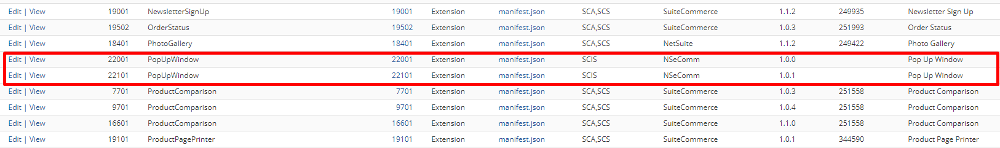 Edit | View 19001 NewsletterSignUp 19001 Extension manifest.json SCA,SCS SuiteCommerce 1.1.2 249935 Newsletter Sign Up
Edit | View 19502 OrderStatus 19502 Extension manifest.json SCA,SCS SuiteCommerce 1.0.3 251993 Order Status
Edit | View 18401 PhotoGallery 18401 Extension manifest.json SCA,SCS NetSuite 1.1.2 249422 Photo Gallery
Edit | View 22001 PopUpWindow 22001 Extension manifest.json SCIS NSeComm 1.0.0 Pop Up Window
Edit | View 22101 PopUpWindow 22101 Extension manifest.json SCIS NSeComm 1.0.1 Pop Up Window
Edit | View 7701 ProductComparison 7701 Extension manifest.json SCA,SCS SuiteCommerce 1.0.3 251558 Product Comparison
Edit | View 9701 ProductComparison 9701 Extension manifest.json SCA,SCS SuiteCommerce 1.0.4 251558 Product Comparison
Edit | View 16601 ProductComparison 16601 Extension manifest.json SCA,SCS SuiteCommerce 1.1.0 251558 Product Comparison
Edit | View 19101 ProductPagePrinter 19101 Extension manifest.json SCA,SCS SuiteCommerce 1.0.1 344590 Product Page Printer